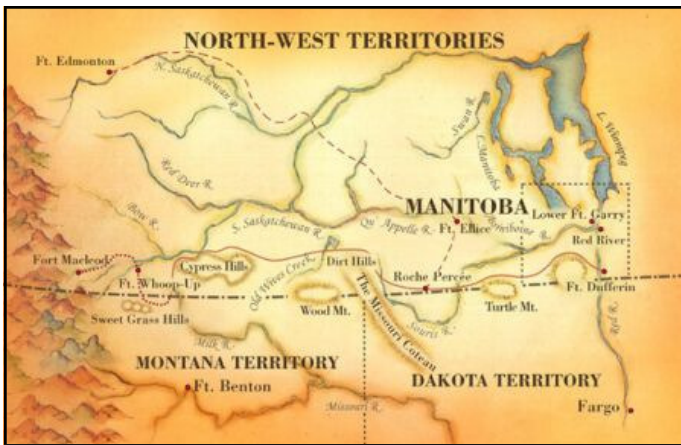 NORTH-WEST TERRITORIES
Ft. Edmonton
N. Saskatchewan R.
Swan R.
L. Manitoba
L. Winnipeg
Red Deer R.
MANITOBA
Bow R.
S. Saskatchewan R.
Qu' Appelle R.
Ft. Ellice
Assiniboine R.
Lower Ft. Garry
Red River
Fort Macleod
Cypress Hills
Old Wives Creek
Dirt Hills
Roche Percée
Ft. Whoop-Up
Ft. Dufferin
Sweet Grass Hills
Wood Mt.
The Missouri Coteau
Souris R.
Turtle Mt.
Red R.
Milk R.
MONTANA TERRITORY
DAKOTA TERRITORY
Ft. Benton
Missouri R.
Fargo